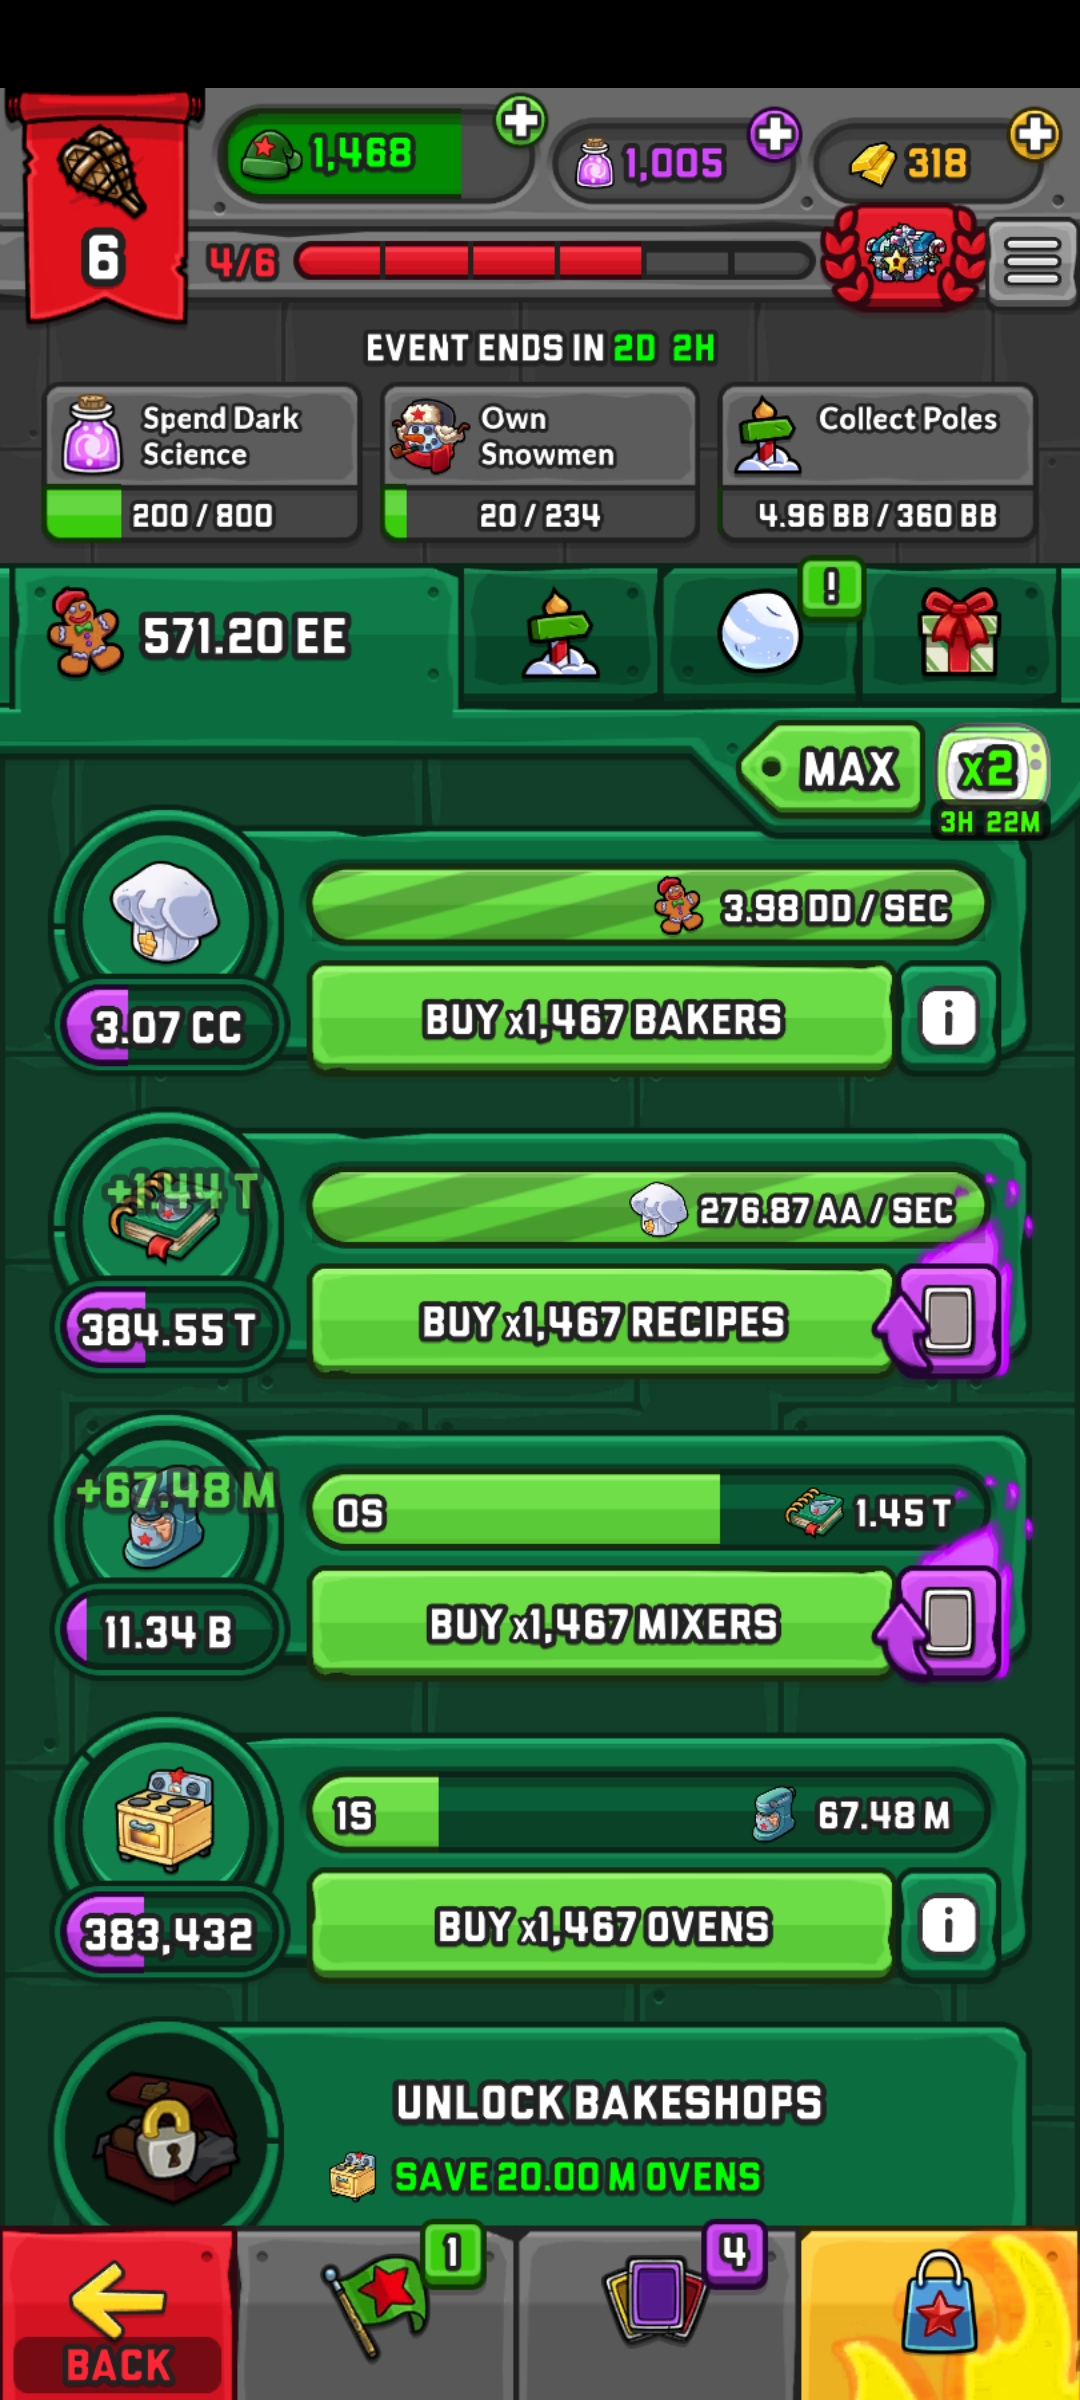 1,468
1,005
318
6
4/6
EVENT ENDS IN 2D 2H
Spend Dark
Science
200 / 800
Own
Snowmen
20 / 234
Collect Poles
4.96 BB / 360 BB
571.20 EE
!
MAX
x2
3H 22M
3.98 DD / SEC
3.07 CC
BUY x1,467 BAKERS
i
+1.44 T
276.87 AA / SEC
384.55 T
BUY x1,467 RECIPES
+67.48 M
0S
1.45 T
11.34 B
BUY x1,467 MIXERS
1S
67.48 M
383,432
BUY x1,467 OVENS
i
UNLOCK BAKESHOPS
SAVE 20.00 M OVENS
BACK
1
4